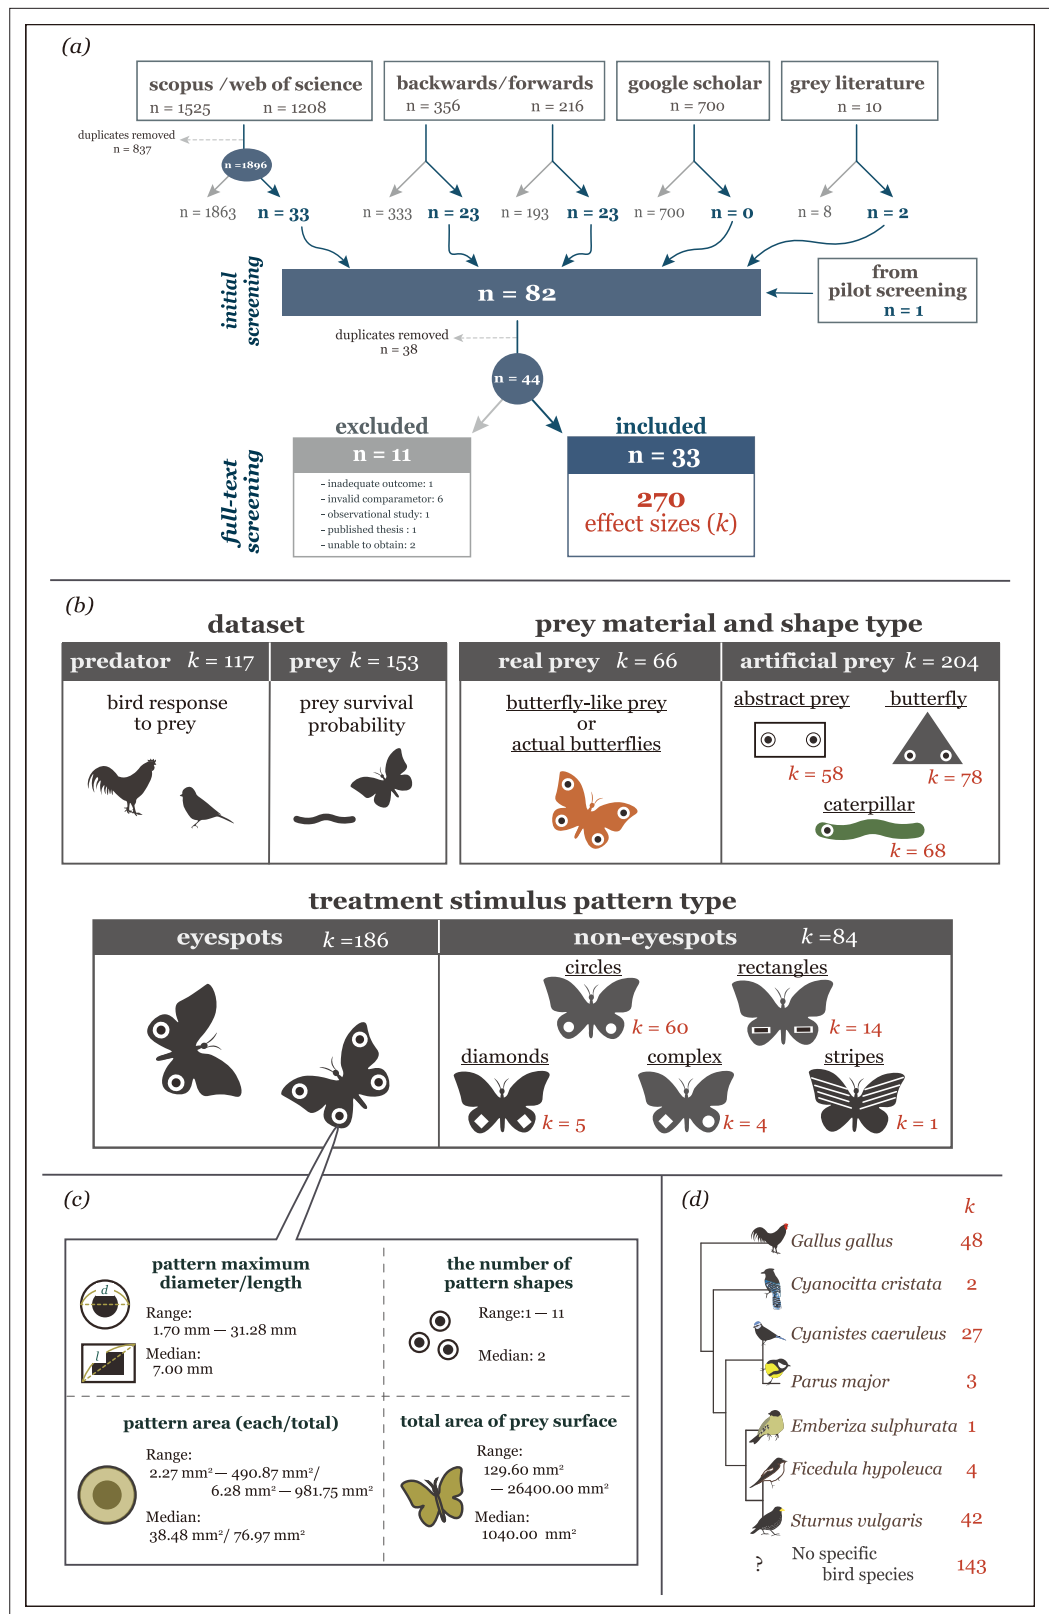 (a)
scopus /web of science
n = 1525 n = 1208
backwards/forwards
n = 356 n = 216
google scholar
n = 700
grey literature
n = 10
duplicates removed
n = 837
n =1896
n = 1863 n = 33 n = 333 n = 23 n = 193 n = 23 n = 700 n = 0 n = 8 n = 2
initial
screening
n = 82
from
pilot screening
n = 1
duplicates removed
n = 38
n = 44
full-text
screening
excluded
n = 11
- inadequate outcome: 1
- invalid comparametor: 6
- observational study: 1
- published thesis : 1
- unable to obtain: 2
included
n = 33
270
effect sizes (k)
(b)
dataset
predator k = 117 prey k = 153
bird response
to prey
prey survival
probability
prey material and shape type
real prey k = 66 artificial prey k = 204
butterfly-like prey
or
actual butterflies
abstract prey
k = 58
butterfly
k = 78
caterpillar
k = 68
treatment stimulus pattern type
eyespots k =186 non-eyespots k =84
circles
k = 60
rectangles
k = 14
diamonds
k = 5
complex
k = 4
stripes
k = 1
(c)
pattern maximum
diameter/length
d
l
Range:
1.70 mm — 31.28 mm
Median:
7.00 mm
the number of
pattern shapes
Range:1 — 11
Median: 2
pattern area (each/total)
Range:
2.27 mm² — 490.87 mm²/
6.28 mm² — 981.75 mm²
Median:
38.48 mm²/ 76.97 mm²
total area of prey surface
Range:
129.60 mm²
— 26400.00 mm²
Median:
1040.00 mm²
(d)
k
Gallus gallus 48
Cyanocitta cristata 2
Cyanistes caeruleus 27
Parus major 3
Emberiza sulphurata 1
Ficedula hypoleuca 4
Sturnus vulgaris 42
? No specific
bird species 143